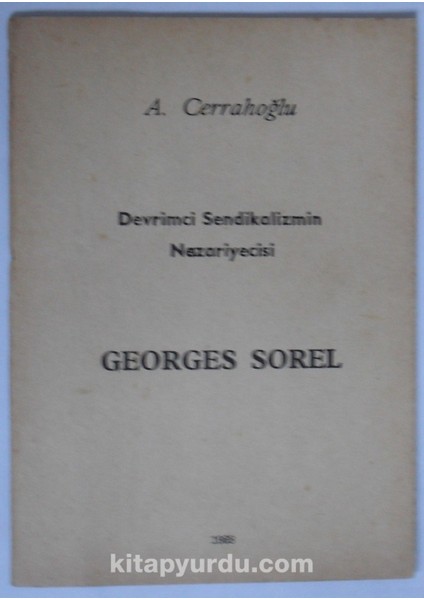 A. Cerrahoğlu
Devrimci Sendikalizmin
Nazariyecisi
GEORGES SOREL
kitapyurdu.com